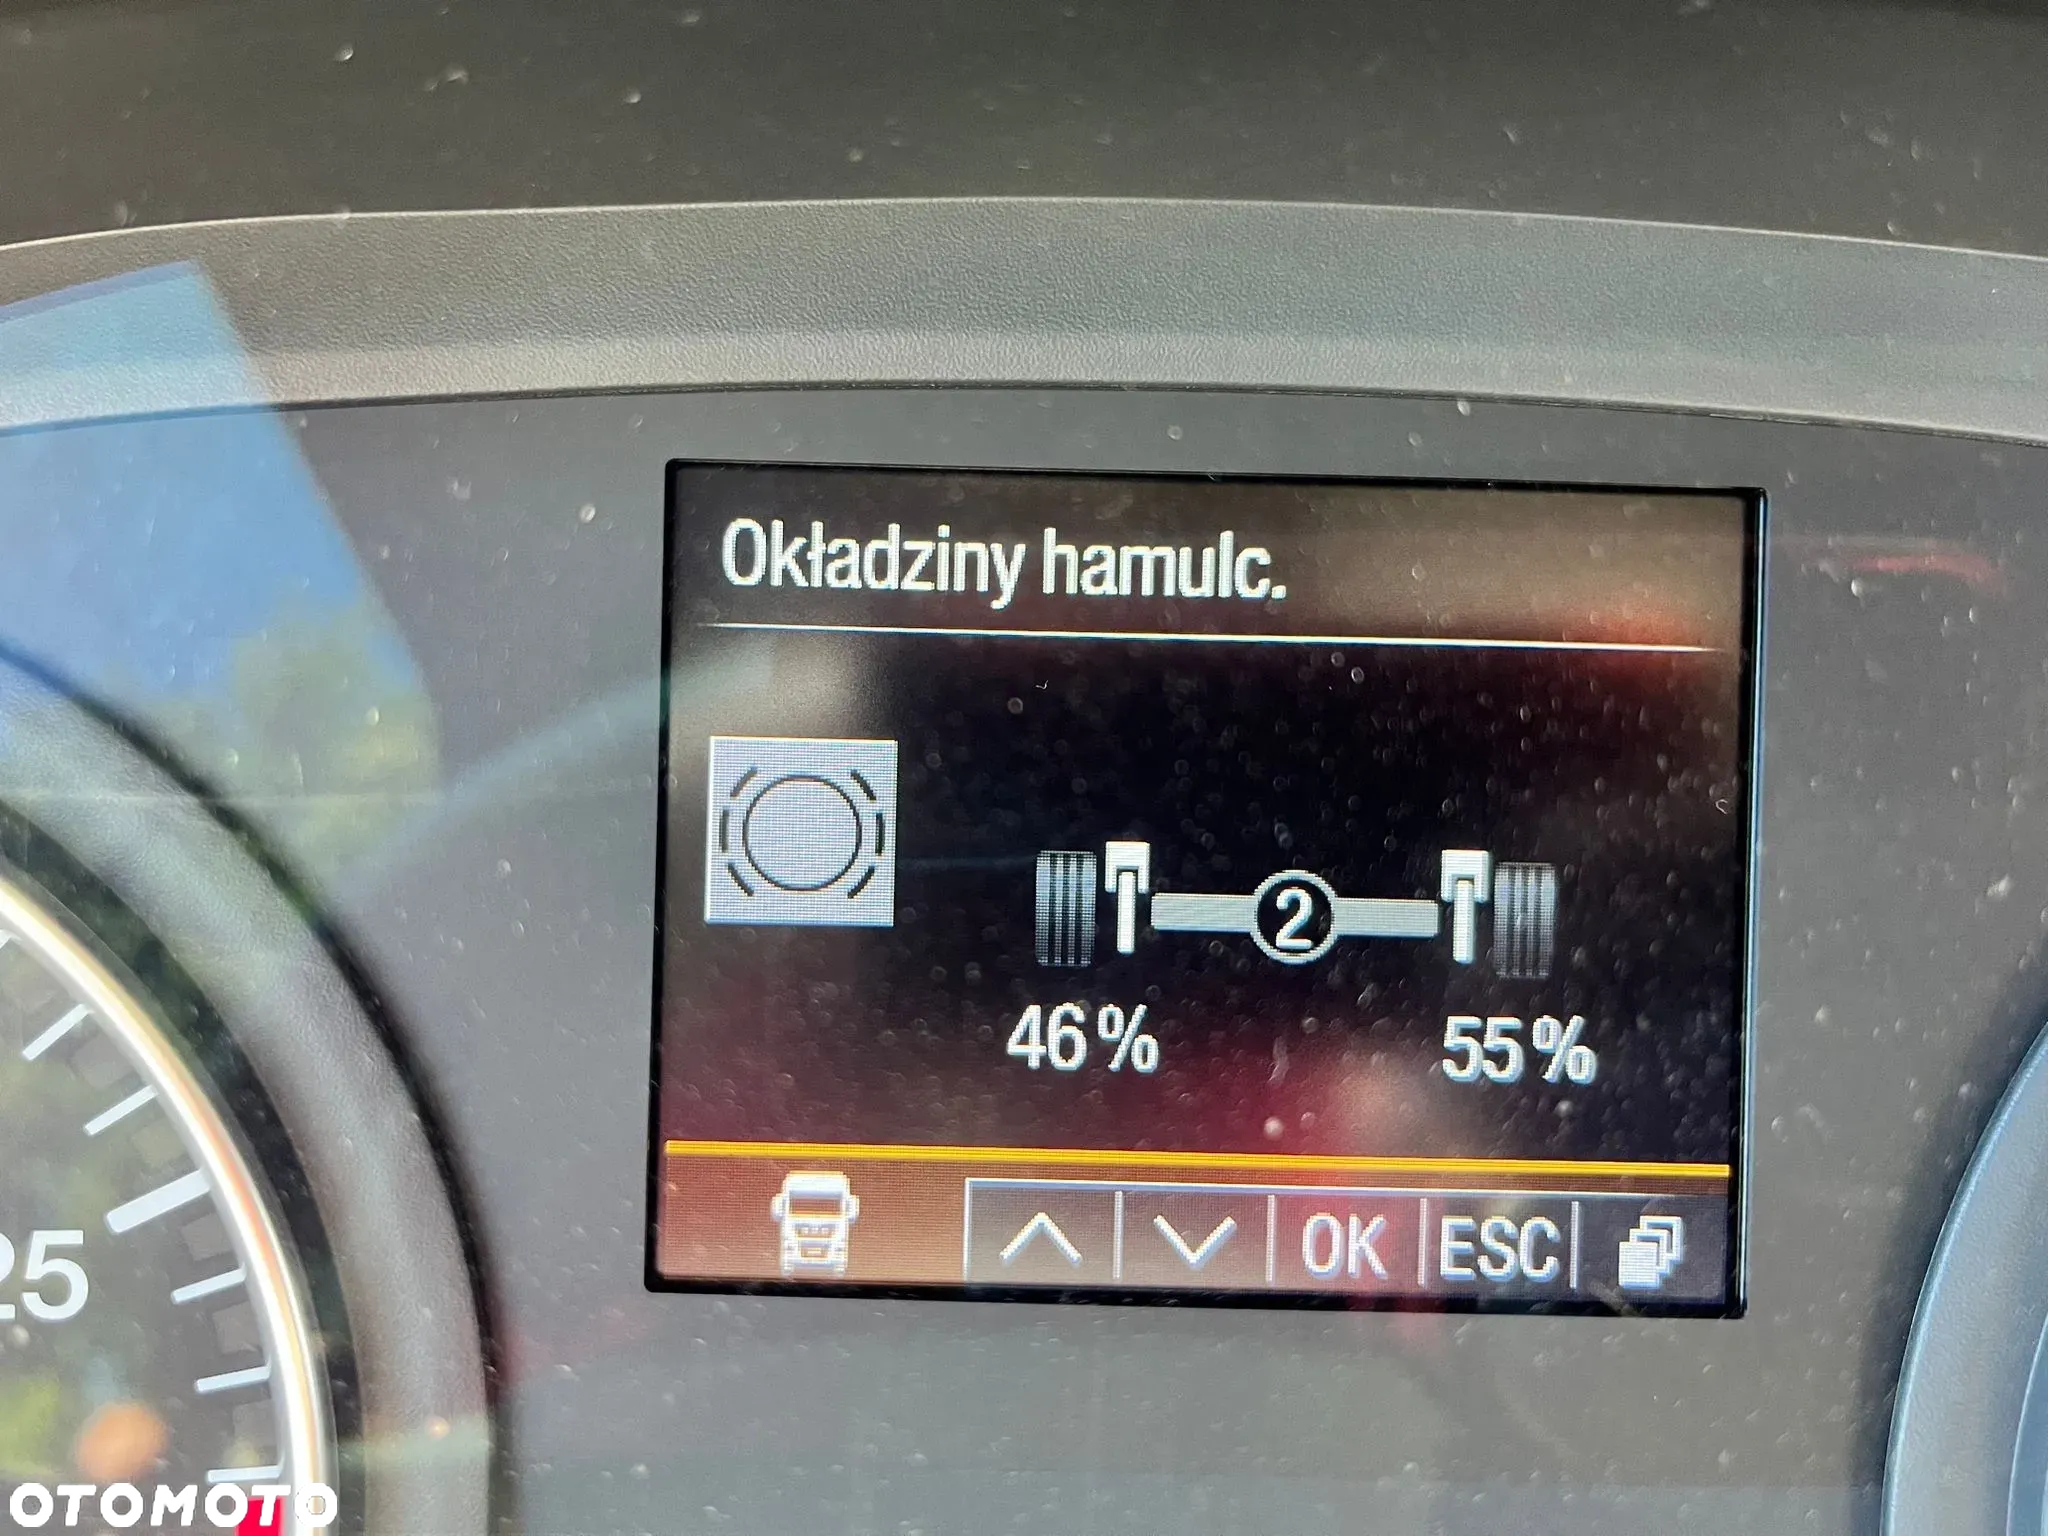 Okładziny hamulc.
2
46% 55%
OK ESC
25
OTOMOTO